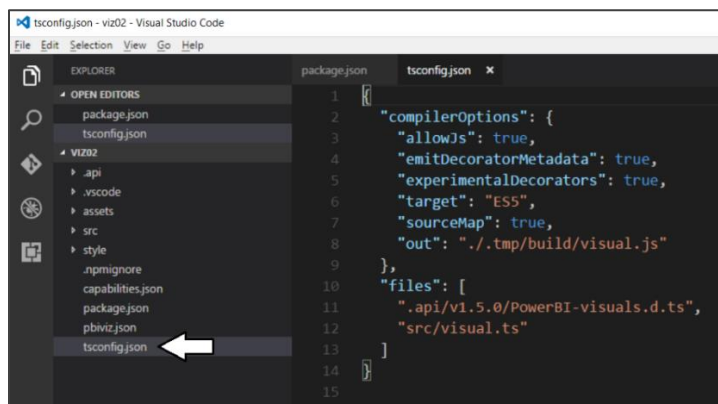 tsconfig.json - viz02 - Visual Studio Code
File Edit Selection View Go Help
EXPLORER
OPEN EDITORS
package.json
tsconfig.json
VIZ02
.api
.vscode
assets
src
style
.npmignore
capabilities.json
package.json
pbiviz.json
tsconfig.json
package.json tsconfig.json ×
1 {
2 "compilerOptions": {
3 "allowJs": true,
4 "emitDecoratorMetadata": true,
5 "experimentalDecorators": true,
6 "target": "ES5",
7 "sourceMap": true,
8 "out": "./.tmp/build/visual.js"
9 },
10 "files": [
11 ".api/v1.5.0/PowerBI-visuals.d.ts",
12 "src/visual.ts"
13 ]
14 }
15